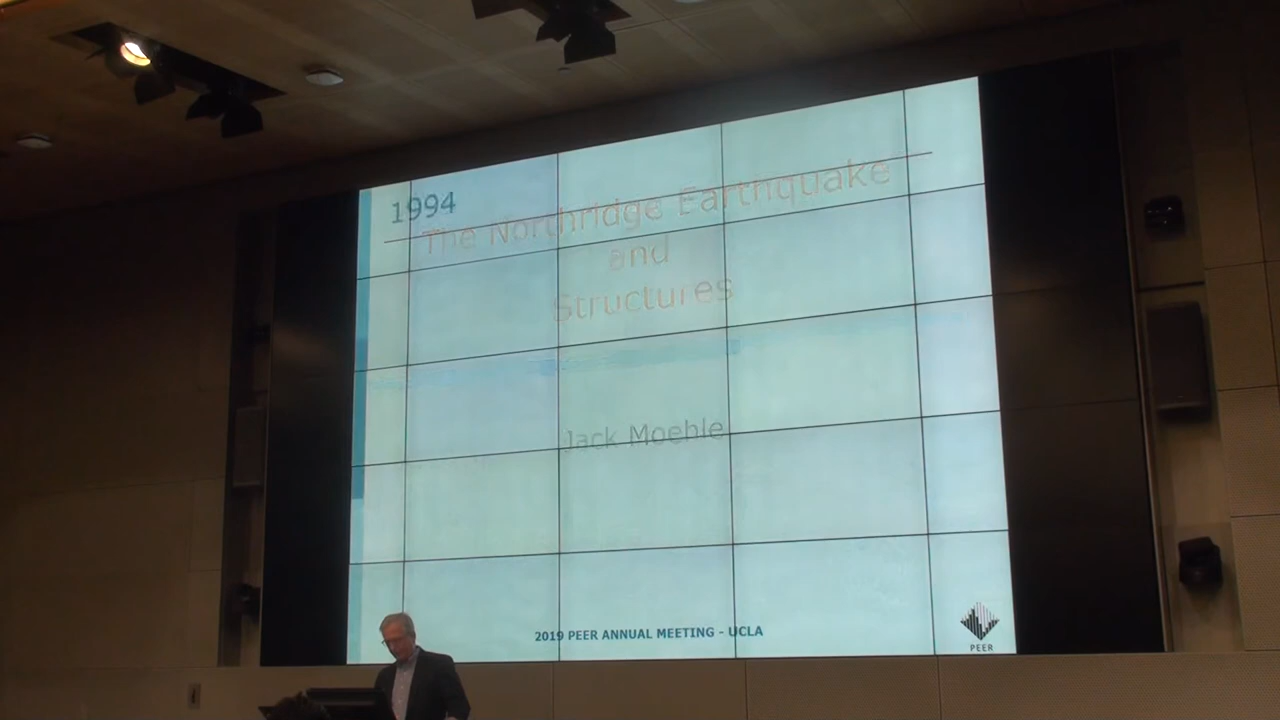 1994
The Northridge Earthquake
and
Structures
Jack Moehle
2019 PEER ANNUAL MEETING - UCLA
PEER